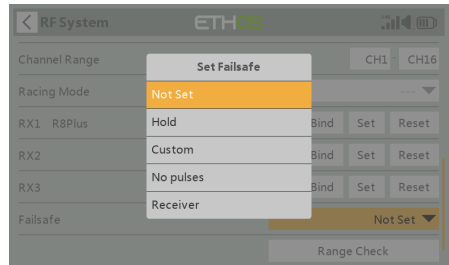 RF System ETHOS
Channel Range CH1 - CH16
Set Failsafe
Racing Mode ---
Not Set
RX1 R8Plus Bind Set Reset
Hold
RX2 Bind Set Reset
Custom
RX3 Bind Set Reset
No pulses
Receiver
Failsafe Not Set
Range Check